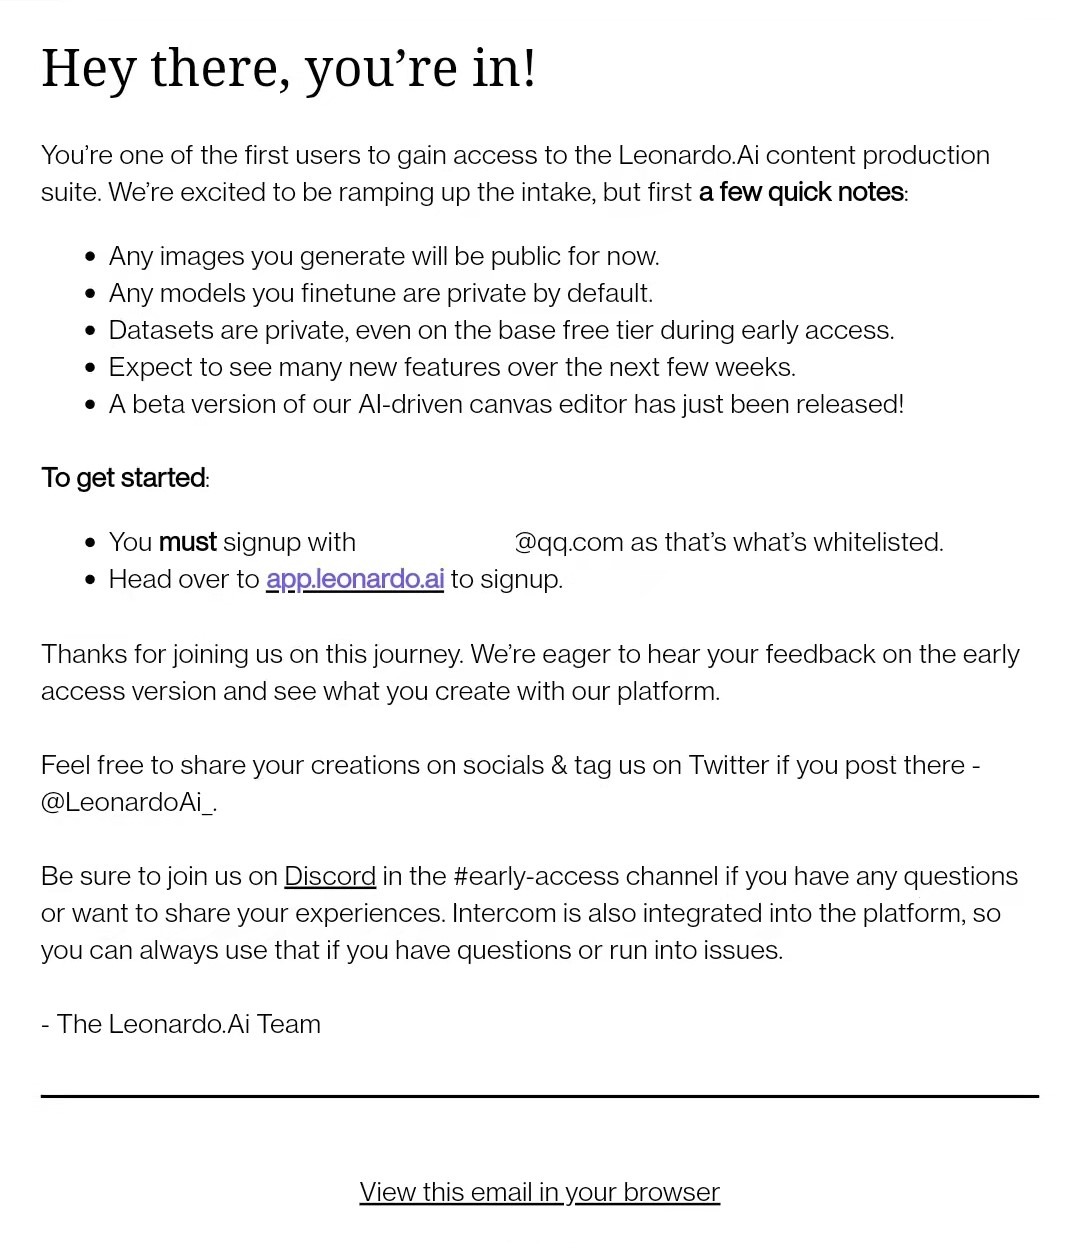 Hey there, you’re in!
You’re one of the first users to gain access to the Leonardo.Ai content production
suite. We’re excited to be ramping up the intake, but first a few quick notes:
• Any images you generate will be public for now.
• Any models you finetune are private by default.
• Datasets are private, even on the base free tier during early access.
• Expect to see many new features over the next few weeks.
• A beta version of our AI-driven canvas editor has just been released!
To get started:
• You must signup with @qq.com as that’s what’s whitelisted.
• Head over to app.leonardo.ai to signup.
Thanks for joining us on this journey. We’re eager to hear your feedback on the early
access version and see what you create with our platform.
Feel free to share your creations on socials & tag us on Twitter if you post there -
@LeonardoAi_.
Be sure to join us on Discord in the #early-access channel if you have any questions
or want to share your experiences. Intercom is also integrated into the platform, so
you can always use that if you have questions or run into issues.
- The Leonardo.Ai Team
View this email in your browser